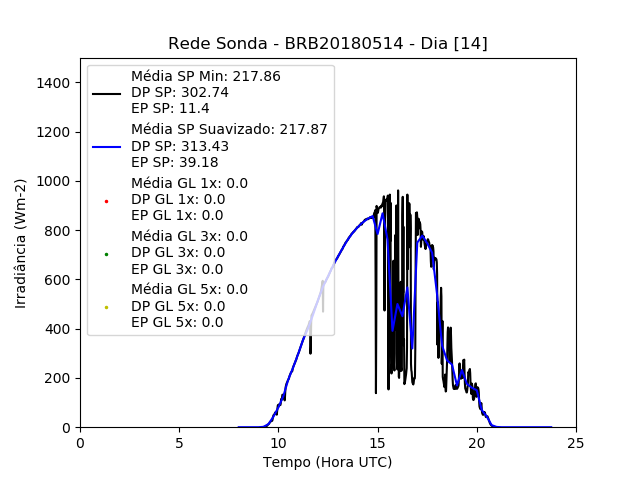 Rede Sonda - BRB20180514 - Dia [14]
Média SP Min: 217.86
DP SP: 302.74
EP SP: 11.4
Média SP Suavizado: 217.87
DP SP: 313.43
EP SP: 39.18
Média GL 1x: 0.0
DP GL 1x: 0.0
EP GL 1x: 0.0
Média GL 3x: 0.0
DP GL 3x: 0.0
EP GL 3x: 0.0
Média GL 5x: 0.0
DP GL 5x: 0.0
EP GL 5x: 0.0
Irradiância (Wm-2)
1400
1200
1000
800
600
400
200
0
0 5 10 15 20 25
Tempo (Hora UTC)